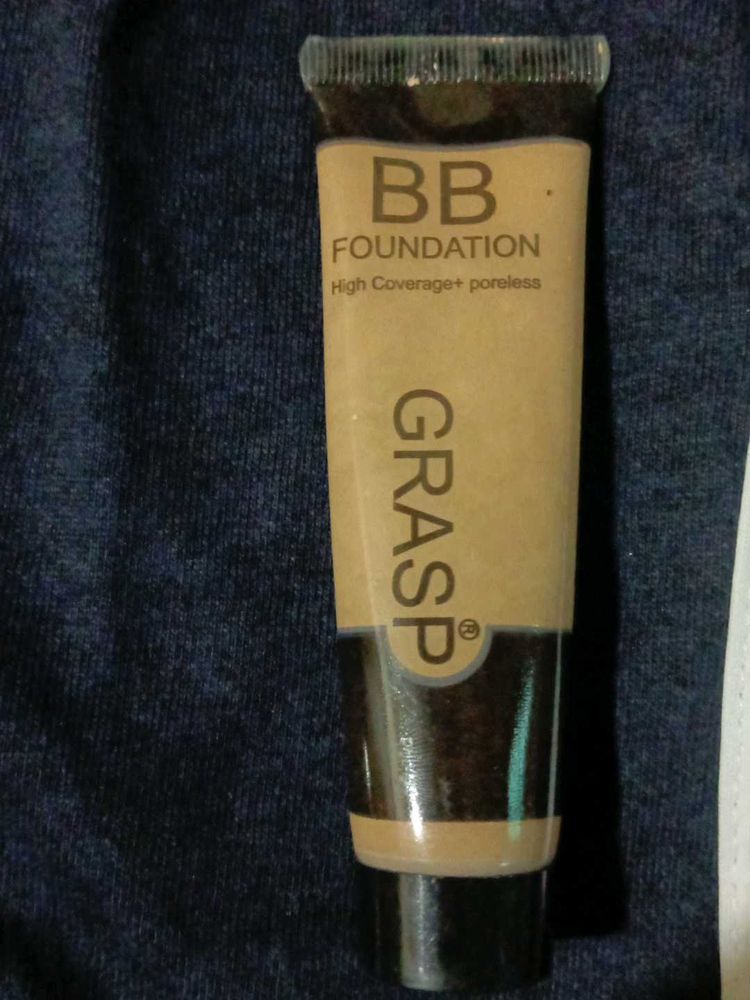 BB
FOUNDATION
High Coverage+ poreless
GRASP®